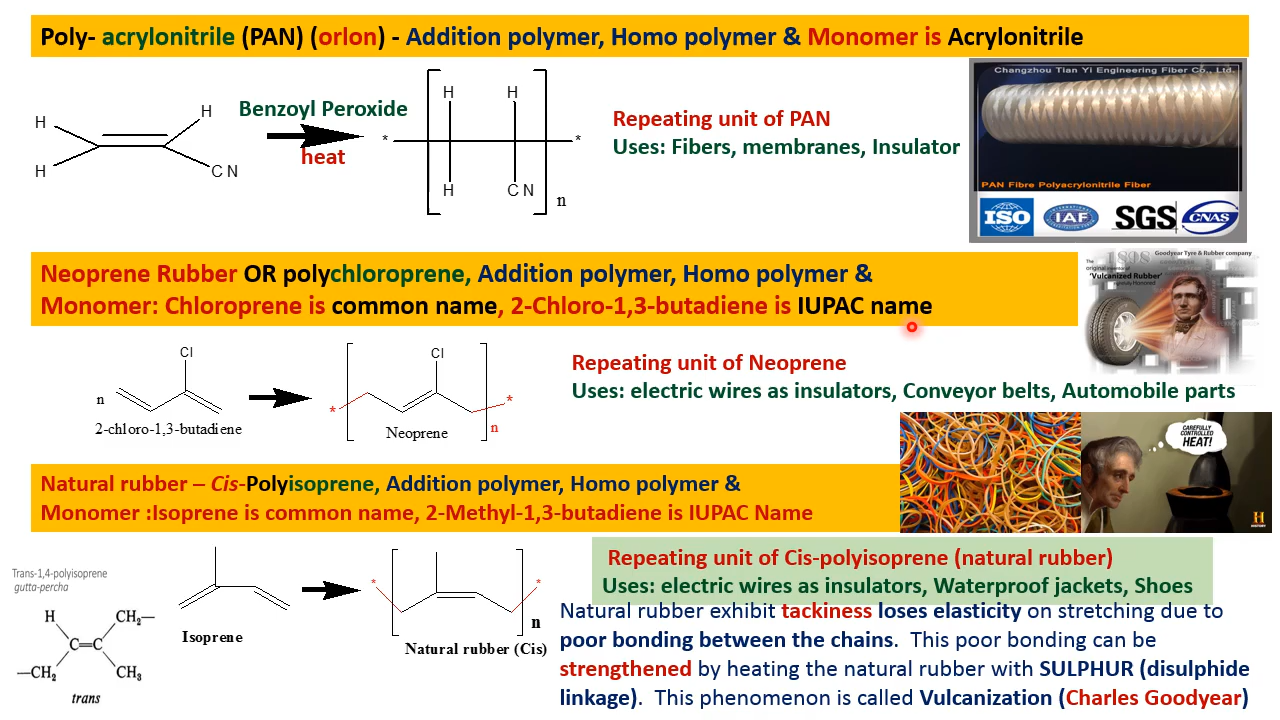 Poly- acrylonitrile (PAN) (orlon) - Addition polymer, Homo polymer & Monomer is Acrylonitrile
Changzhou Tian Yi Engineering Fiber Co., Ltd.
H
H
H
CN
Benzoyl Peroxide
heat
*
H
H
H
CN
*
n
Repeating unit of PAN
Uses: Fibers, membranes, Insulator
PAN Fibre Polyacrylonitrile Fiber
ISO
IAF
SGS
CNAS
Neoprene Rubber OR polychloroprene, Addition polymer, Homo polymer &
Monomer: Chloroprene is common name, 2-Chloro-1,3-butadiene is IUPAC name
Goodyear Tyre & Rubber company
The
original inventor of
'Vulcanized Rubber'
Honored
n
Cl
2-chloro-1,3-butadiene
*
Cl
*
n
Neoprene
Repeating unit of Neoprene
Uses: electric wires as insulators, Conveyor belts, Automobile parts
CAREFULLY
CONTROLLED
HEAT!
H
HISTORY
Natural rubber – Cis-Polyisoprene, Addition polymer, Homo polymer &
Monomer :Isoprene is common name, 2-Methyl-1,3-butadiene is IUPAC Name
Trans-1,4-polyisoprene
gutta-percha
H
CH2—
C=C
—CH2
CH3
trans
Isoprene
*
*
n
Natural rubber (Cis)
Repeating unit of Cis-polyisoprene (natural rubber)
Uses: electric wires as insulators, Waterproof jackets, Shoes
Natural rubber exhibit tackiness loses elasticity on stretching due to
poor bonding between the chains. This poor bonding can be
strengthened by heating the natural rubber with SULPHUR (disulphide
linkage). This phenomenon is called Vulcanization (Charles Goodyear)